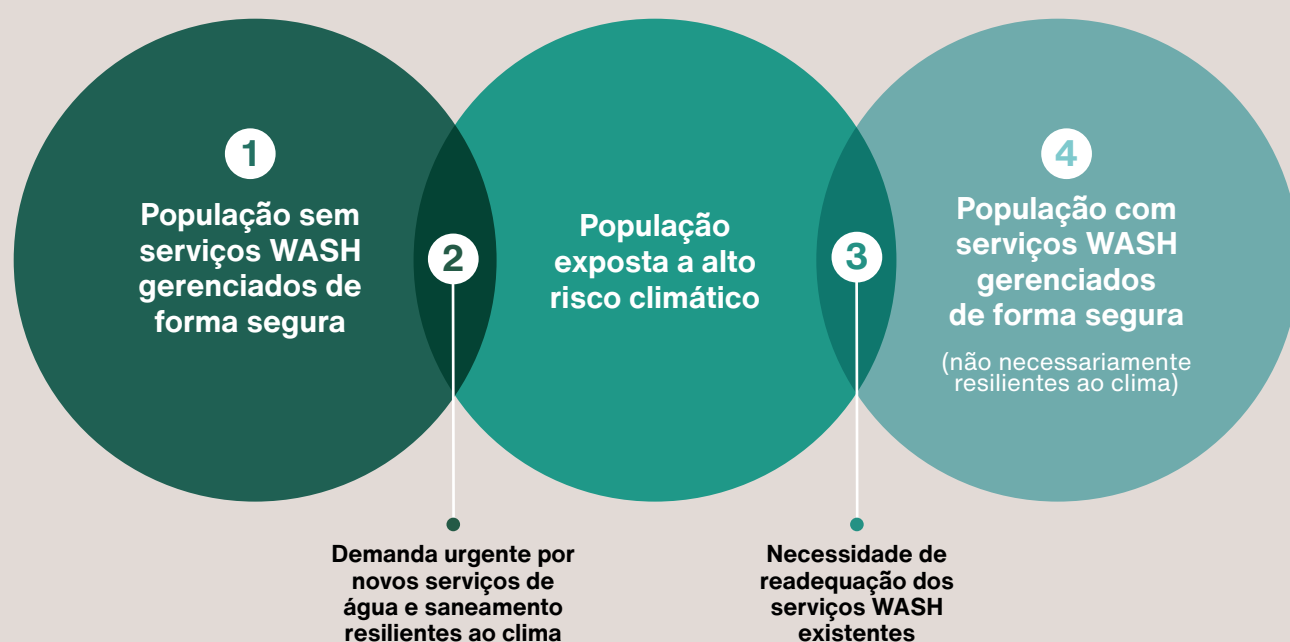 1
População sem
serviços WASH
gerenciados de
forma segura
2
População
exposta a alto
risco climático
3
4
População com
serviços WASH
gerenciados
de forma segura
(não necessariamente
resilientes ao clima)
Demanda urgente por
novos serviços de
água e saneamento
resilientes ao clima
Necessidade de
readequação dos
serviços WASH
existentes